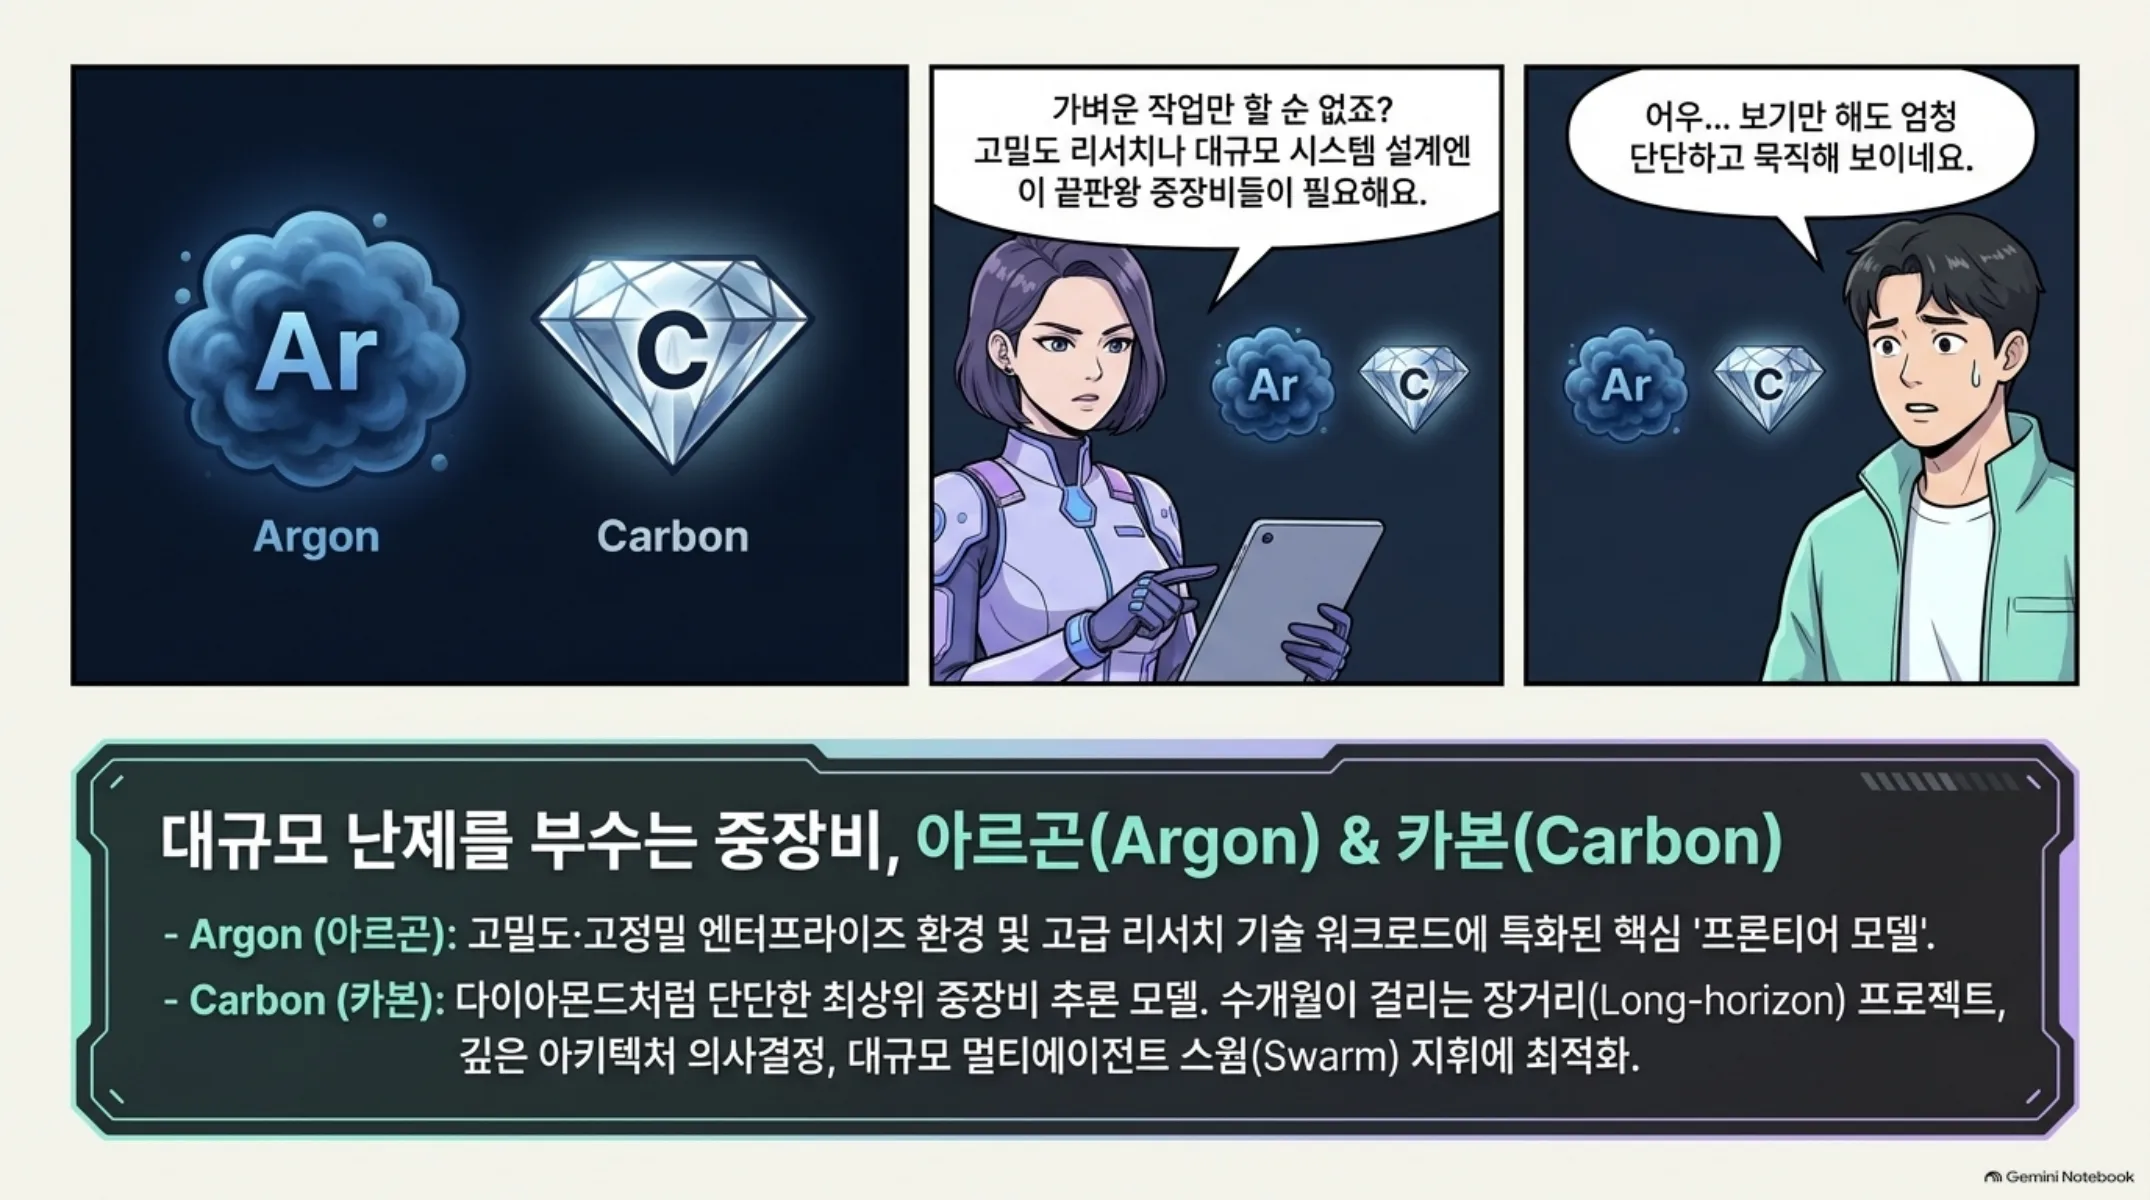 Ar
C
Argon
Carbon
가벼운 작업만 할 순 없죠?
고밀도 리서치나 대규모 시스템 설계엔
이 끝판왕 중장비들이 필요해요.
Ar
C
어우... 보기만 해도 엄청
단단하고 묵직해 보이네요.
Ar
C
대규모 난제를 부수는 중장비, 아르곤(Argon) & 카본(Carbon)
- Argon (아르곤): 고밀도·고정밀 엔터프라이즈 환경 및 고급 리서치 기술 워크로드에 특화된 핵심 '프론티어 모델'.
- Carbon (카본): 다이아몬드처럼 단단한 최상위 중장비 추론 모델. 수개월이 걸리는 장거리(Long-horizon) 프로젝트,
깊은 아키텍처 의사결정, 대규모 멀티에이전트 스웜(Swarm) 지휘에 최적화.
Gemini Notebook